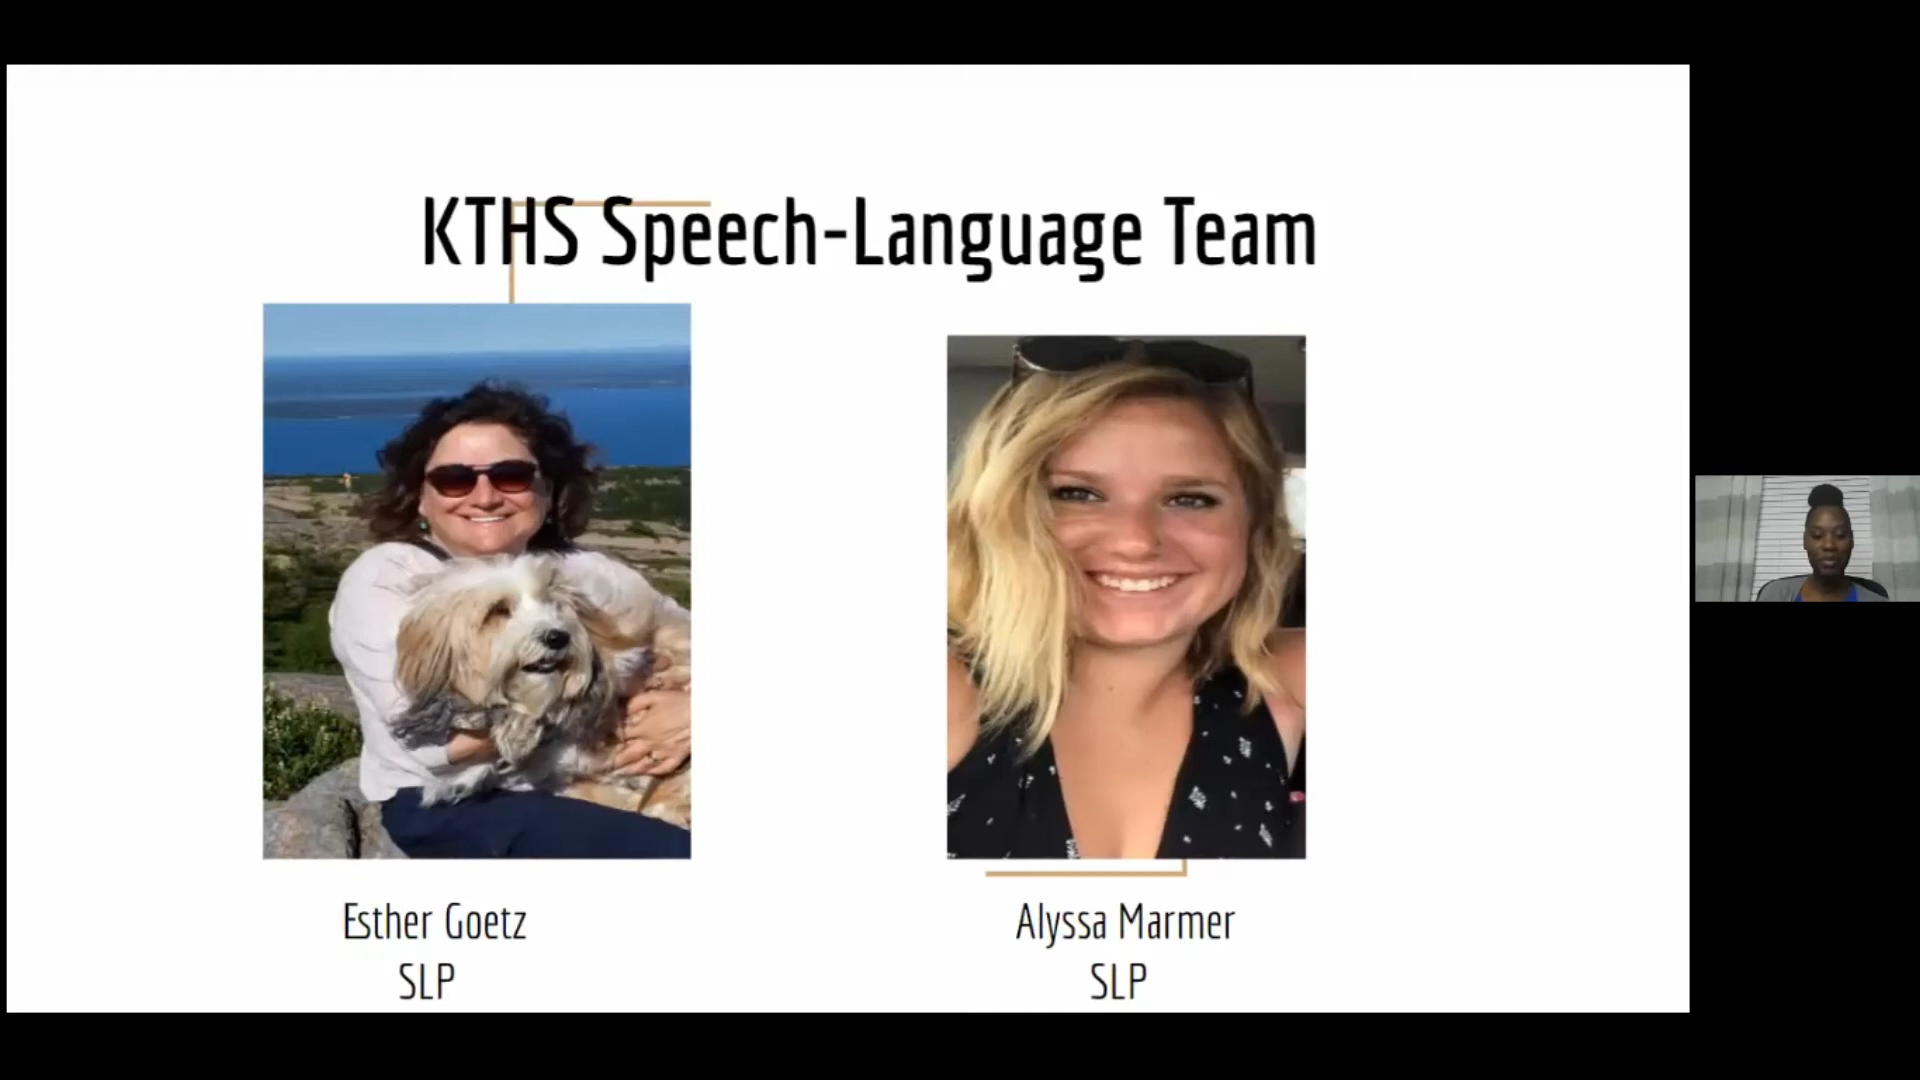 KTHS Speech-Language Team
Esther Goetz
SLP
Alyssa Marmer
SLP